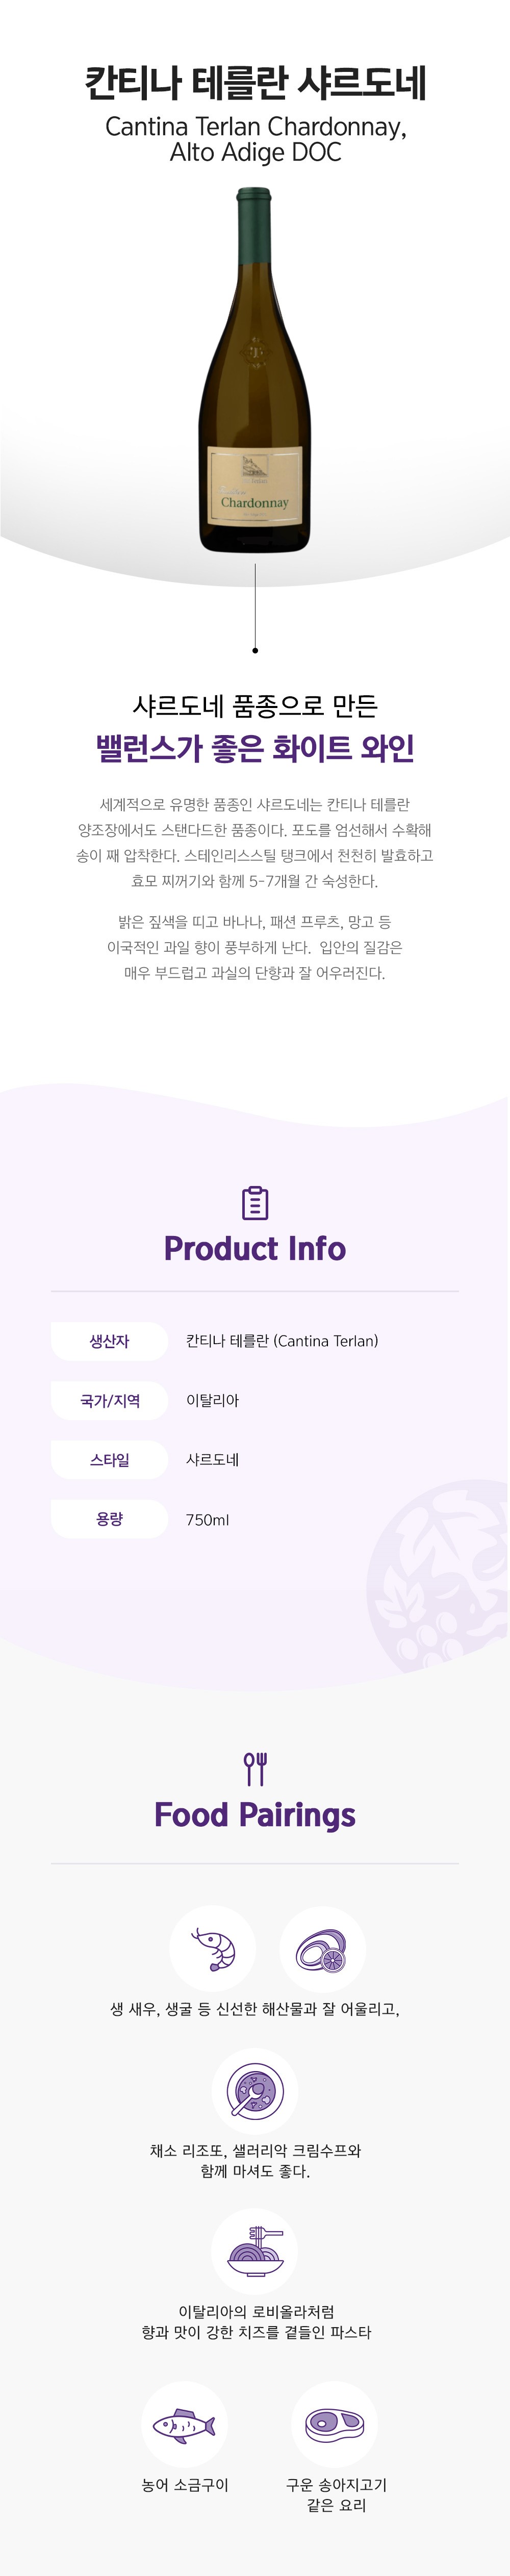 칸티나 테를란 샤르도네
Cantina Terlan Chardonnay,
Alto Adige DOC
Chardonnay
샤르도네 품종으로 만든
밸런스가 좋은 화이트 와인
세계적으로 유명한 품종인 샤르도네는 칸티나 테를란
양조장에서도 스탠다드한 품종이다. 포도를 엄선해서 수확해
송이 째 압착한다. 스테인리스스틸 탱크에서 천천히 발효하고
효모 찌꺼기와 함께 5-7개월 간 숙성한다.
밝은 짚색을 띠고 바나나, 패션 프루츠, 망고 등
이국적인 과일 향이 풍부하게 난다. 입안의 질감은
매우 부드럽고 과실의 단향과 잘 어우러진다.
Product Info
생산자 칸티나 테를란 (Cantina Terlan)
국가/지역 이탈리아
스타일 샤르도네
용량 750ml
Food Pairings
생 새우, 생굴 등 신선한 해산물과 잘 어울리고,
채소 리조또, 샐러리악 크림수프와
함께 마셔도 좋다.
이탈리아의 로비올라처럼
향과 맛이 강한 치즈를 곁들인 파스타
농어 소금구이
구운 송아지고기
같은 요리